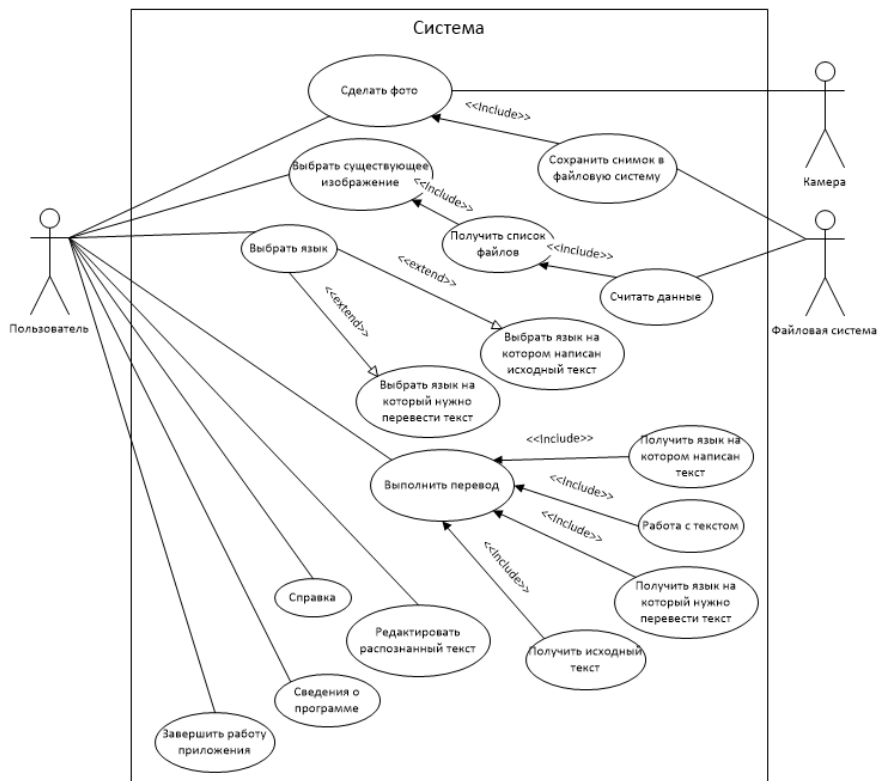 Система
Сделать фото
<<Include>>
Сохранить снимок в
файловую систему
Камера
Выбрать существующее
изображение
<<Include>>
Получить список
файлов
<<Include>>
Считать данные
Файловая система
Пользователь
Выбрать язык
<<extend>>
<<extend>>
Выбрать язык на
котором написан
исходный текст
Выбрать язык на
который нужно
перевести текст
Выполнить перевод
<<Include>>
Получить язык на
котором написан
текст
<<Include>>
Работа с текстом
<<Include>>
Получить язык на
который нужно
перевести текст
<<Include>>
Получить исходный
текст
Справка
Редактировать
распознанный текст
Сведения о
программе
Завершить работу
приложения